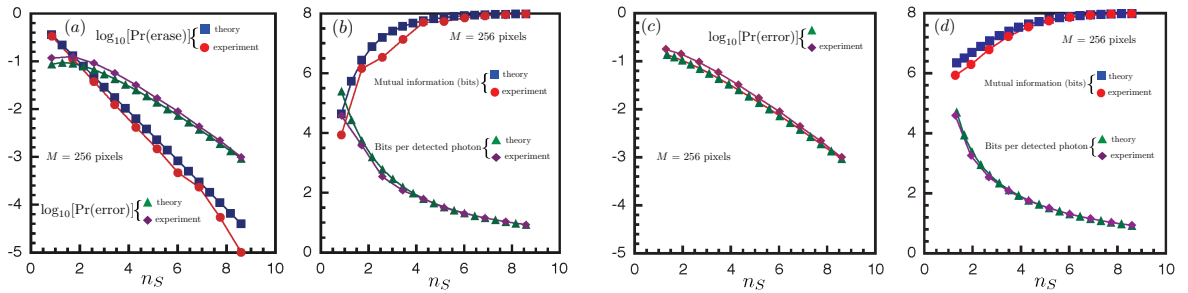 (a)
log10[Pr(erase)]
theory
experiment
M = 256 pixels
log10[Pr(error)]
theory
experiment
0
-1
-2
-3
-4
-5
0 2 4 6 8 10
nS
(b)
M = 256 pixels
Mutual information (bits)
theory
experiment
Bits per detected photon
theory
experiment
8
6
4
2
0
0 2 4 6 8 10
nS
(c)
log10[Pr(error)]
theory
experiment
M = 256 pixels
0
-1
-2
-3
-4
-5
0 2 4 6 8 10
nS
(d)
M = 256 pixels
Mutual information (bits)
theory
experiment
Bits per detected photon
theory
experiment
8
6
4
2
0
0 2 4 6 8 10
nS